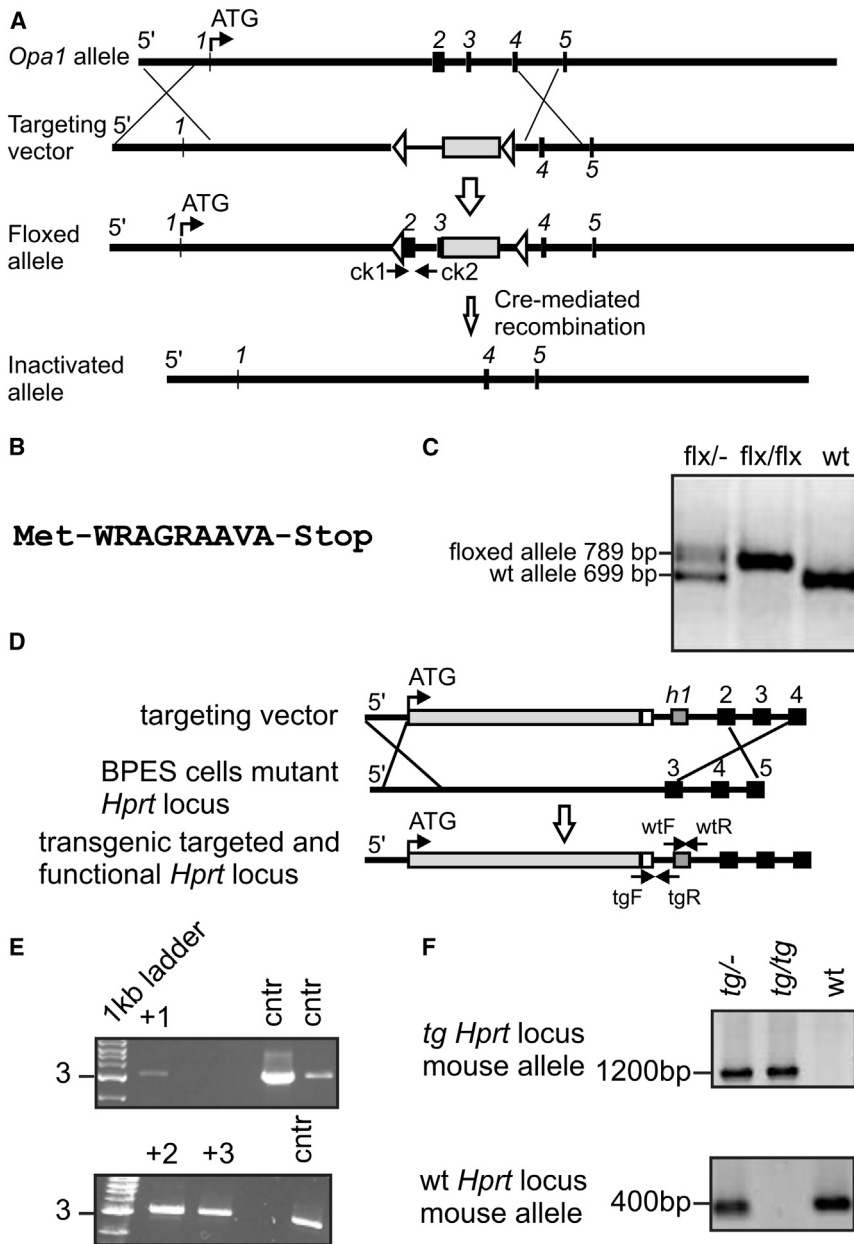 A
5' 1 ATG 2 3 4 5
Opa1 allele
Targeting 5' 1
vector 4 5
5' 1 ATG 2 3 4 5
Floxed
allele
ck1 ck2
Cre-mediated
recombination
5' 1 4 5
Inactivated
allele
B
Met-WRAGRAAVA-Stop
C
flx/- flx/flx wt
floxed allele 789 bp
wt allele 699 bp
D
5' ATG h1 2 3 4
targeting vector
BPES cells mutant 5' 3 4 5
Hprt locus
transgenic targeted and 5' ATG wtF wtR
functional Hprt locus
tgF tgR
E
1kb ladder
+1 cntr cntr
3
+2 +3 cntr
3
F
tg/- tg/tg wt
tg Hprt locus
mouse allele 1200bp
wt Hprt locus
mouse allele 400bp